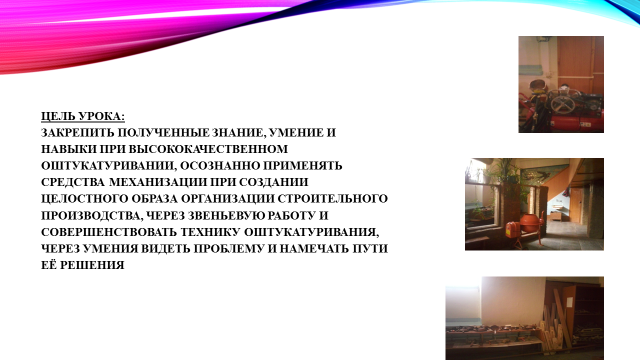 ЦЕЛЬ УРОКА:
ЗАКРЕПИТЬ ПОЛУЧЕННЫЕ ЗНАНИЕ, УМЕНИЕ И
НАВЫКИ ПРИ ВЫСОКОКАЧЕСТВЕННОМ
ОШТУКАТУРИВАНИИ, ОСОЗНАННО ПРИМЕНЯТЬ
СРЕДСТВА МЕХАНИЗАЦИИ ПРИ СОЗДАНИИ
ЦЕЛОСТНОГО ОБРАЗА ОРГАНИЗАЦИИ СТРОИТЕЛЬНОГО
ПРОИЗВОДСТВА, ЧЕРЕЗ ЗВЕНЬЕВУЮ РАБОТУ И
СОВЕРШЕНСТВОВАТЬ ТЕХНИКУ ОШТУКАТУРИВАНИЯ,
ЧЕРЕЗ УМЕНИЯ ВИДЕТЬ ПРОБЛЕМУ И НАМЕЧАТЬ ПУТИ
ЕЁ РЕШЕНИЯ